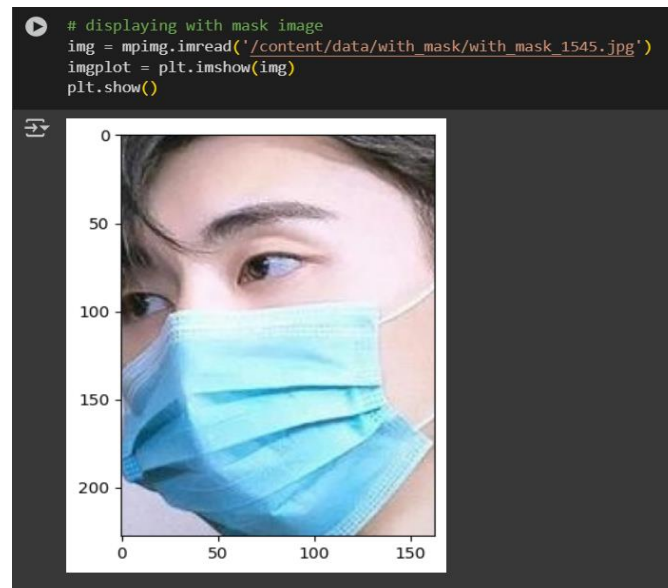 # displaying with mask image
img = mpimg.imread('/content/data/with_mask/with_mask_1545.jpg')
imgplot = plt.imshow(img)
plt.show()
0
50
100
150
200
0 50 100 150